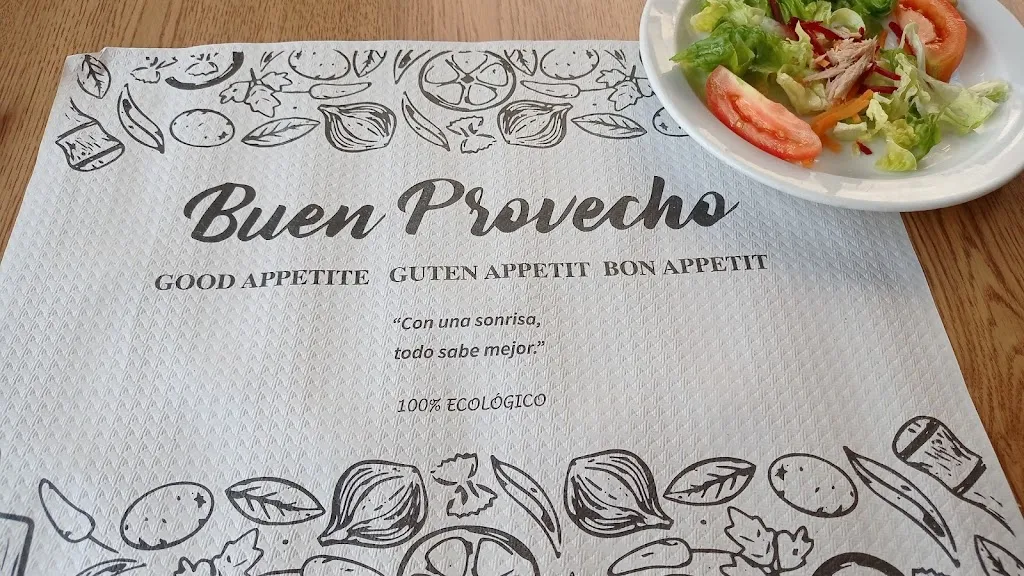 Buen Provecho
GOOD APPETITE GUTEN APPETIT BON APPETIT
“Con una sonrisa,
todo sabe mejor.”
100% ECOLÓGICO